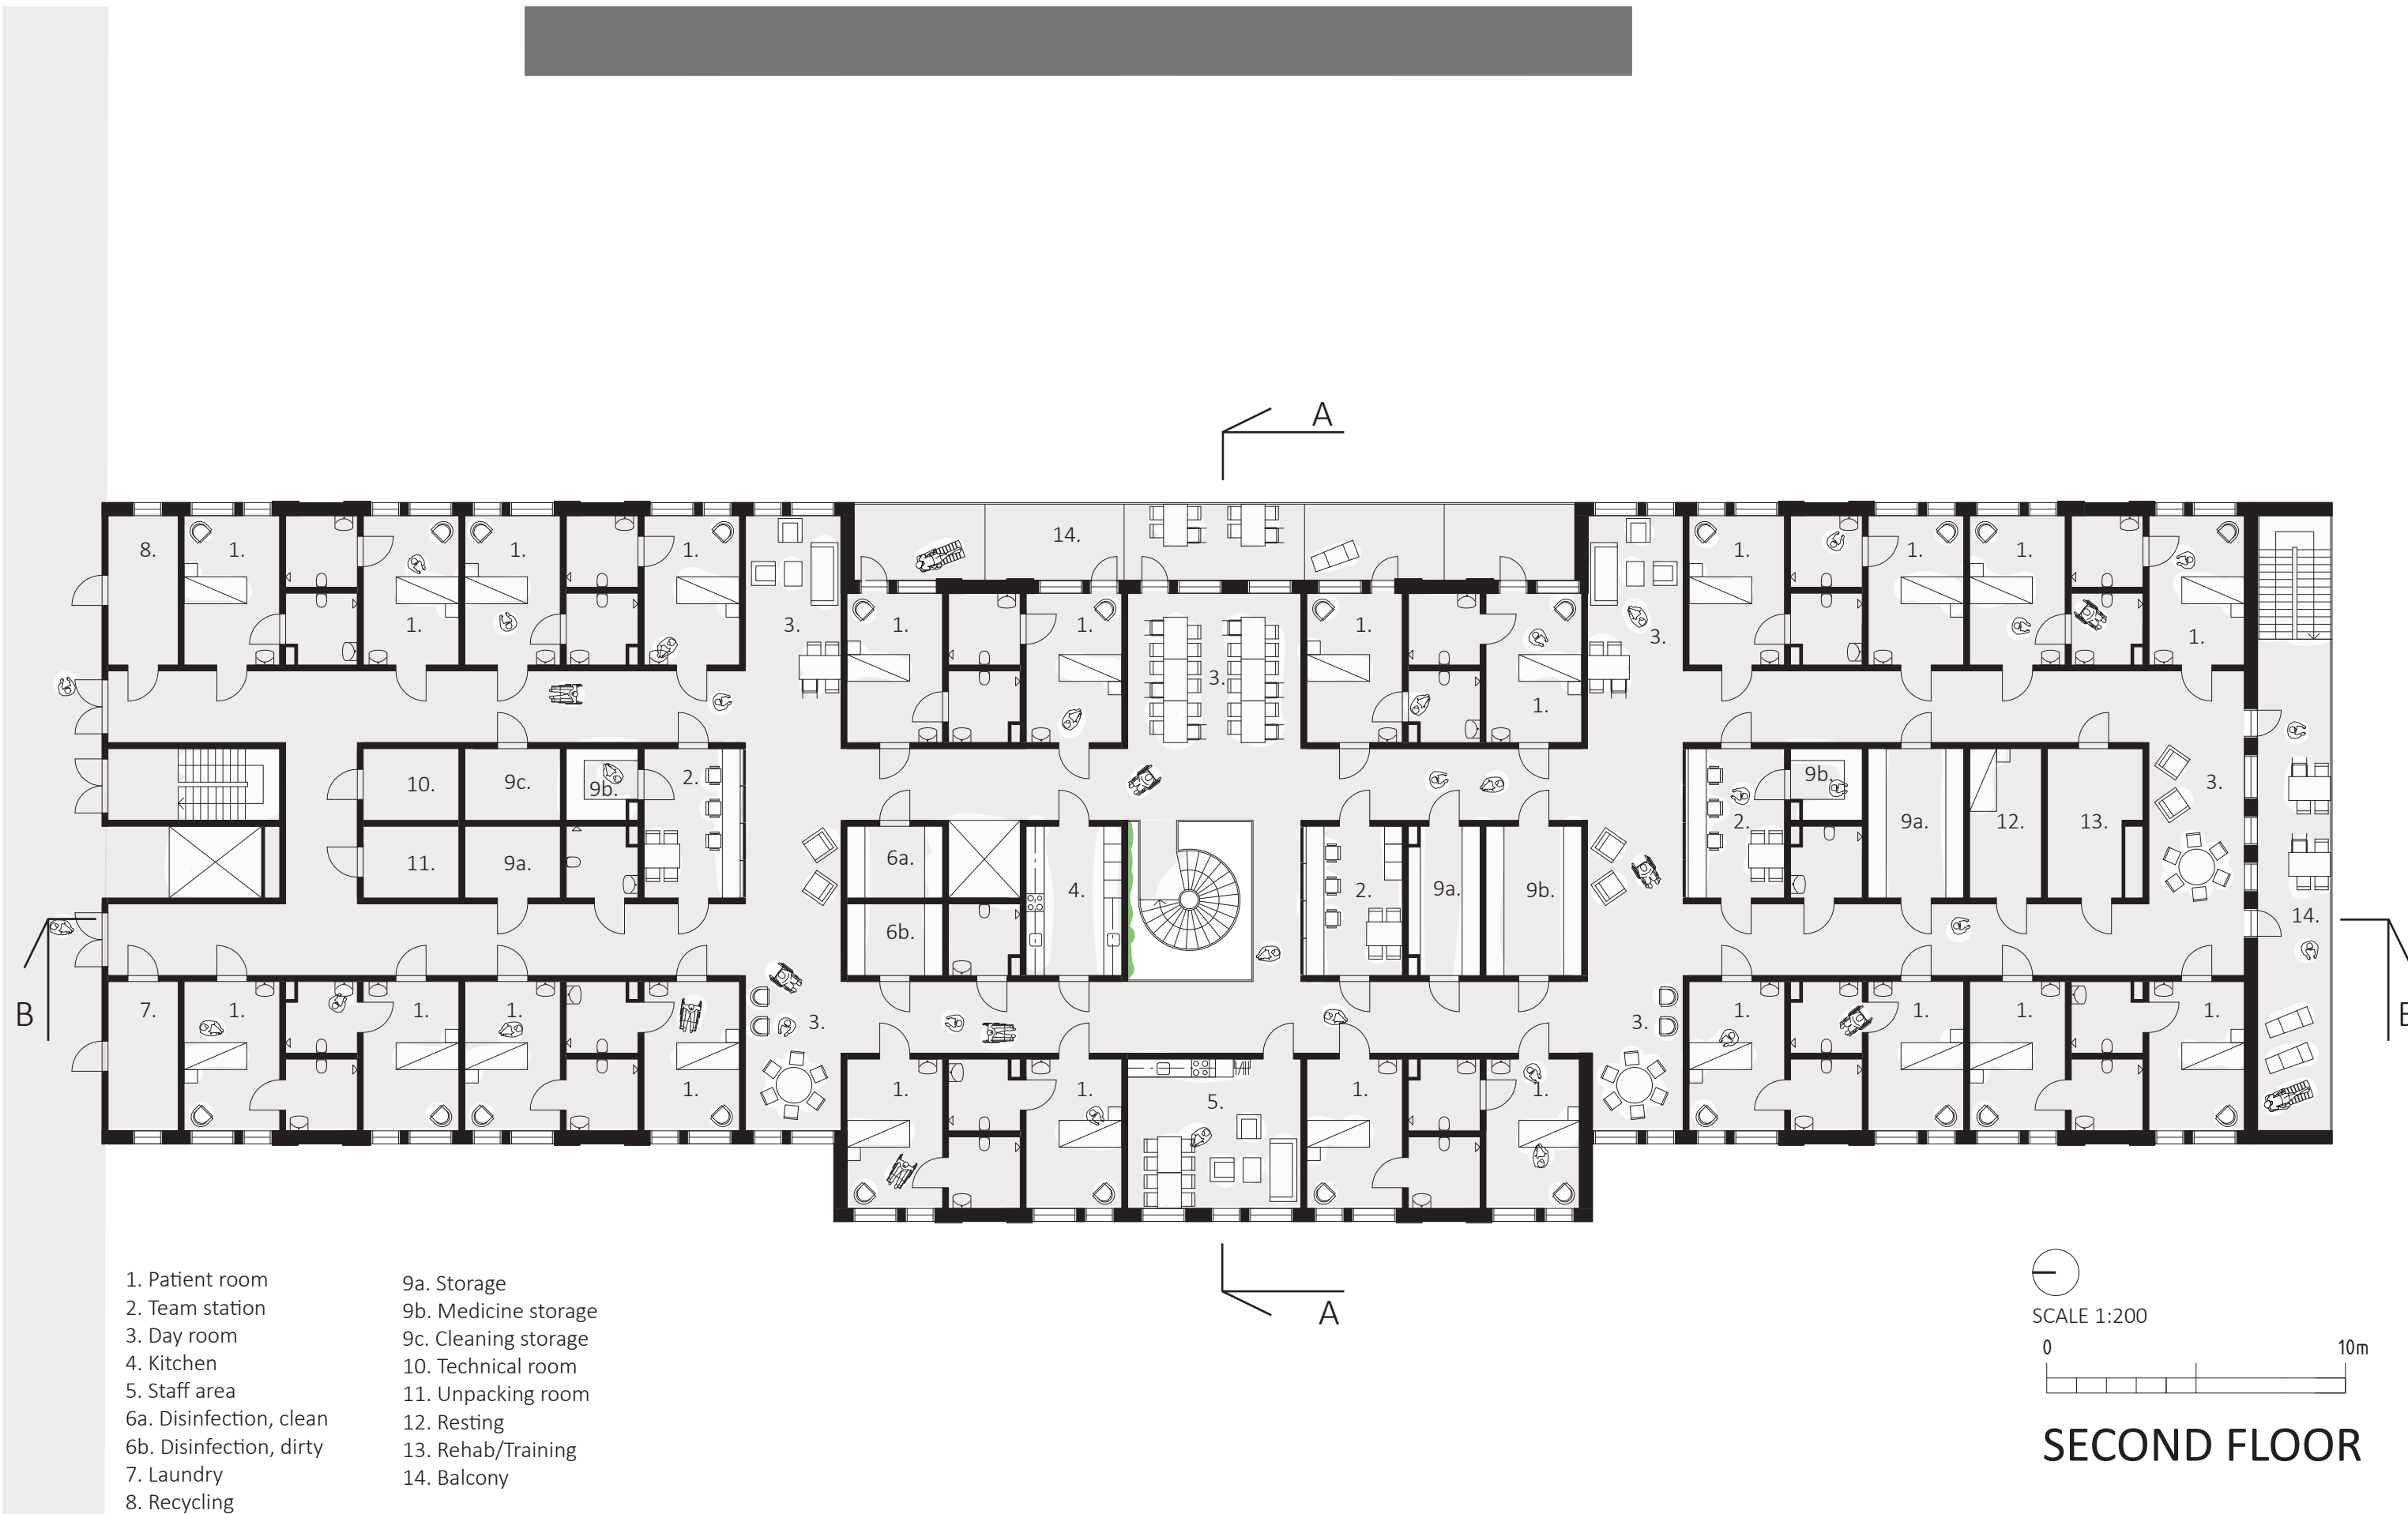 A
8. 1. 1. 1. 14. 1. 1. 1.
1. 3. 1. 1. 1. 3. 1.
3. 1.
10. 9c. 9b. 2. 9b. 3.
2. 9a. 12. 13.
11. 9a. 6a.
4. 2. 9a. 9b.
6b. 14.
B 7. 1. 1. 1. 3. 3. 1. 1. 1. 1.
1. 1. 1. 5. 1. 1.
A
1. Patient room
2. Team station
3. Day room
4. Kitchen
5. Staff area
6a. Disinfection, clean
6b. Disinfection, dirty
7. Laundry
8. Recycling
9a. Storage
9b. Medicine storage
9c. Cleaning storage
10. Technical room
11. Unpacking room
12. Resting
13. Rehab/Training
14. Balcony
SCALE 1:200
0 10m
SECOND FLOOR